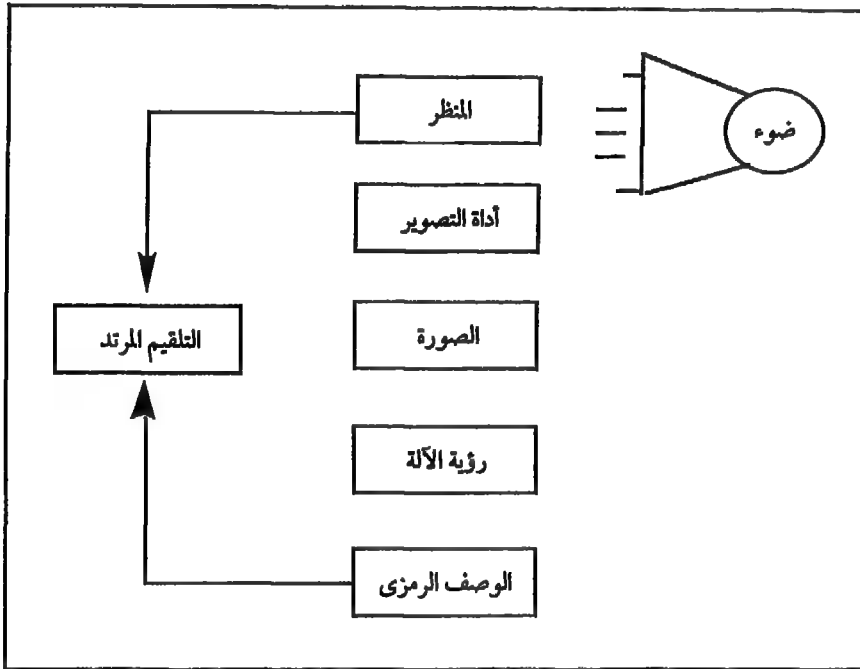 ضوء
المنظر
أداة التصوير
التلقيم المرتد
الصورة
رؤية الآلة
الوصف الرمزى